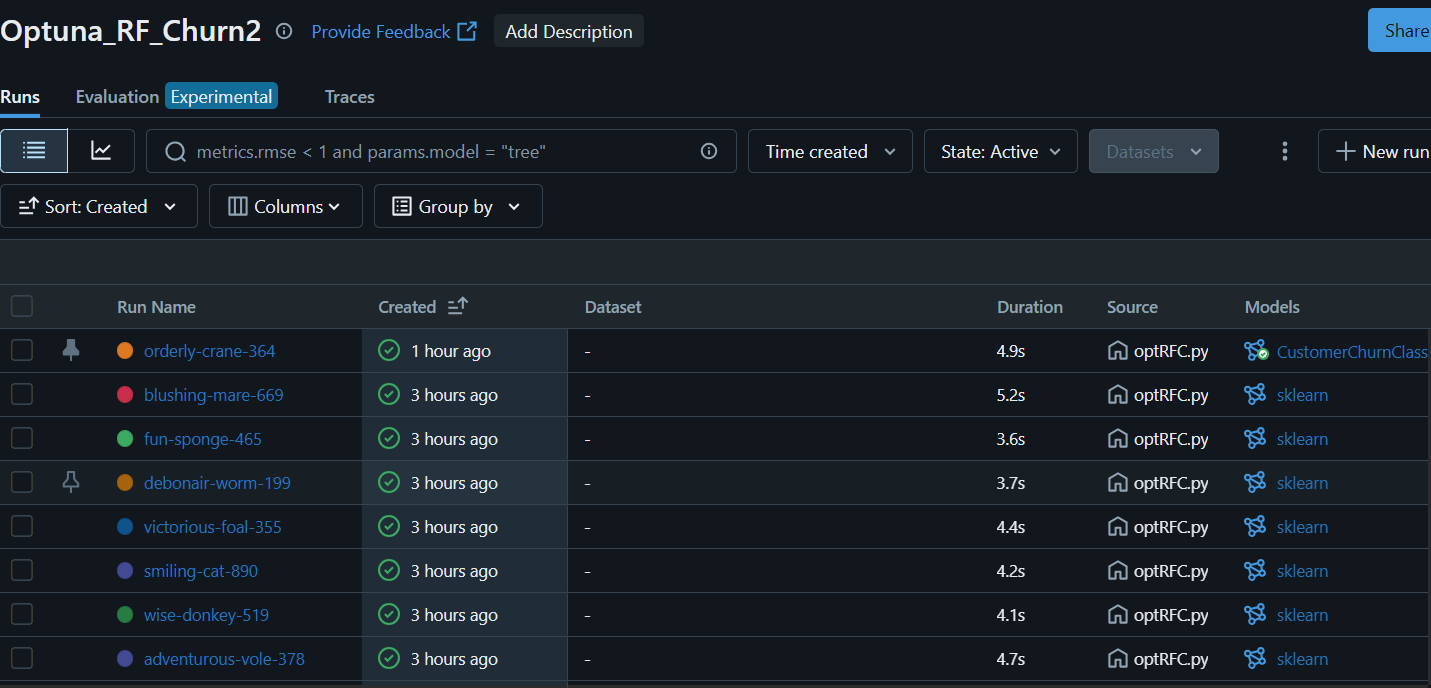 Optuna_RF_Churn2 Provide Feedback Add Description Share
Runs Evaluation Experimental Traces
metrics.rmse < 1 and params.model = "tree" Time created State: Active Datasets New run
Sort: Created Columns Group by
Run Name Created Dataset Duration Source Models
orderly-crane-364 1 hour ago - 4.9s optRFC.py CustomerChurnClass
blushing-mare-669 3 hours ago - 5.2s optRFC.py sklearn
fun-sponge-465 3 hours ago - 3.6s optRFC.py sklearn
debonair-worm-199 3 hours ago - 3.7s optRFC.py sklearn
victorious-foal-355 3 hours ago - 4.4s optRFC.py sklearn
smiling-cat-890 3 hours ago - 4.2s optRFC.py sklearn
wise-donkey-519 3 hours ago - 4.1s optRFC.py sklearn
adventurous-vole-378 3 hours ago - 4.7s optRFC.py sklearn